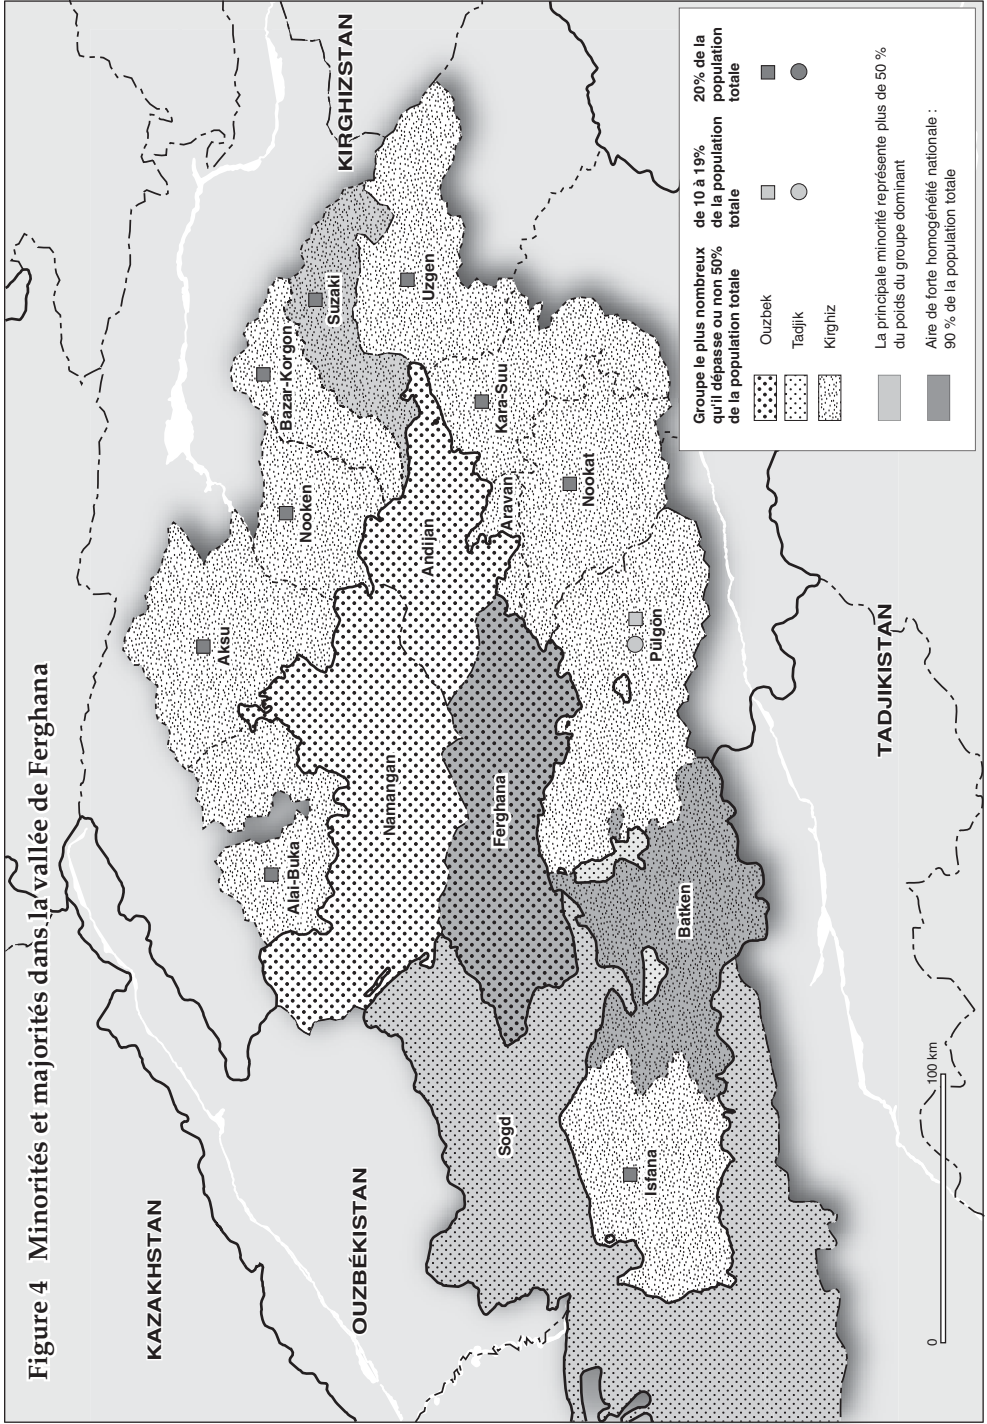 Figure 4 Minorités et majorités dans la vallée de Ferghana
KAZAKHSTAN
OUZBÉKISTAN
KIRGHIZSTAN
TADJIKISTAN
Aksu
Alai-Buka
Nooken
Bazar-Korgon
Suzaki
Uzgen
Namangan
Andijan
Kara-Suu
Aravan
Nookat
Ferghana
Pülgön
Sogd
Batken
Isfana
0
100 km
Groupe le plus nombreux
qu'il dépasse ou non 50%
de la population totale
de 10 à 19%
de la population
totale
20% de la
population
totale
Ouzbek
Tadjik
Kirghiz
La principale minorité représente plus de 50 %
du poids du groupe dominant
Aire de forte homogénéité nationale :
90 % de la population totale